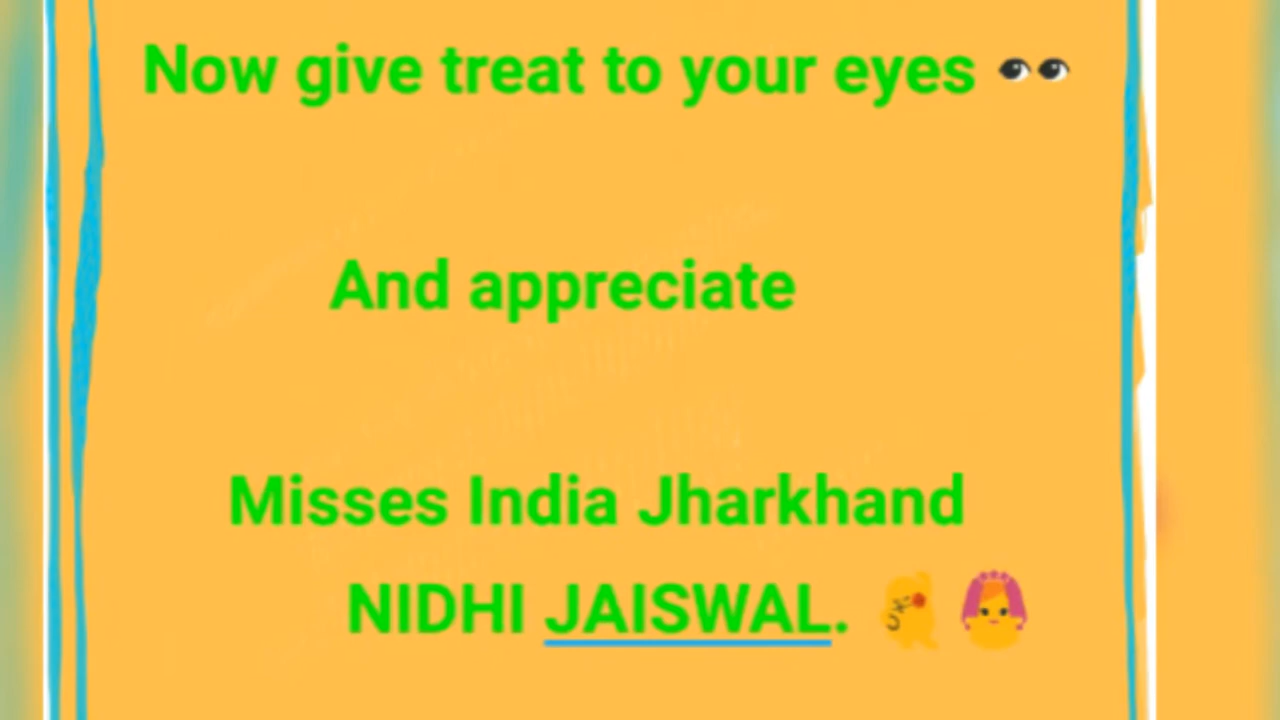 Now give treat to your eyes 👀
And appreciate
Misses India Jharkhand
NIDHI JAISWAL.